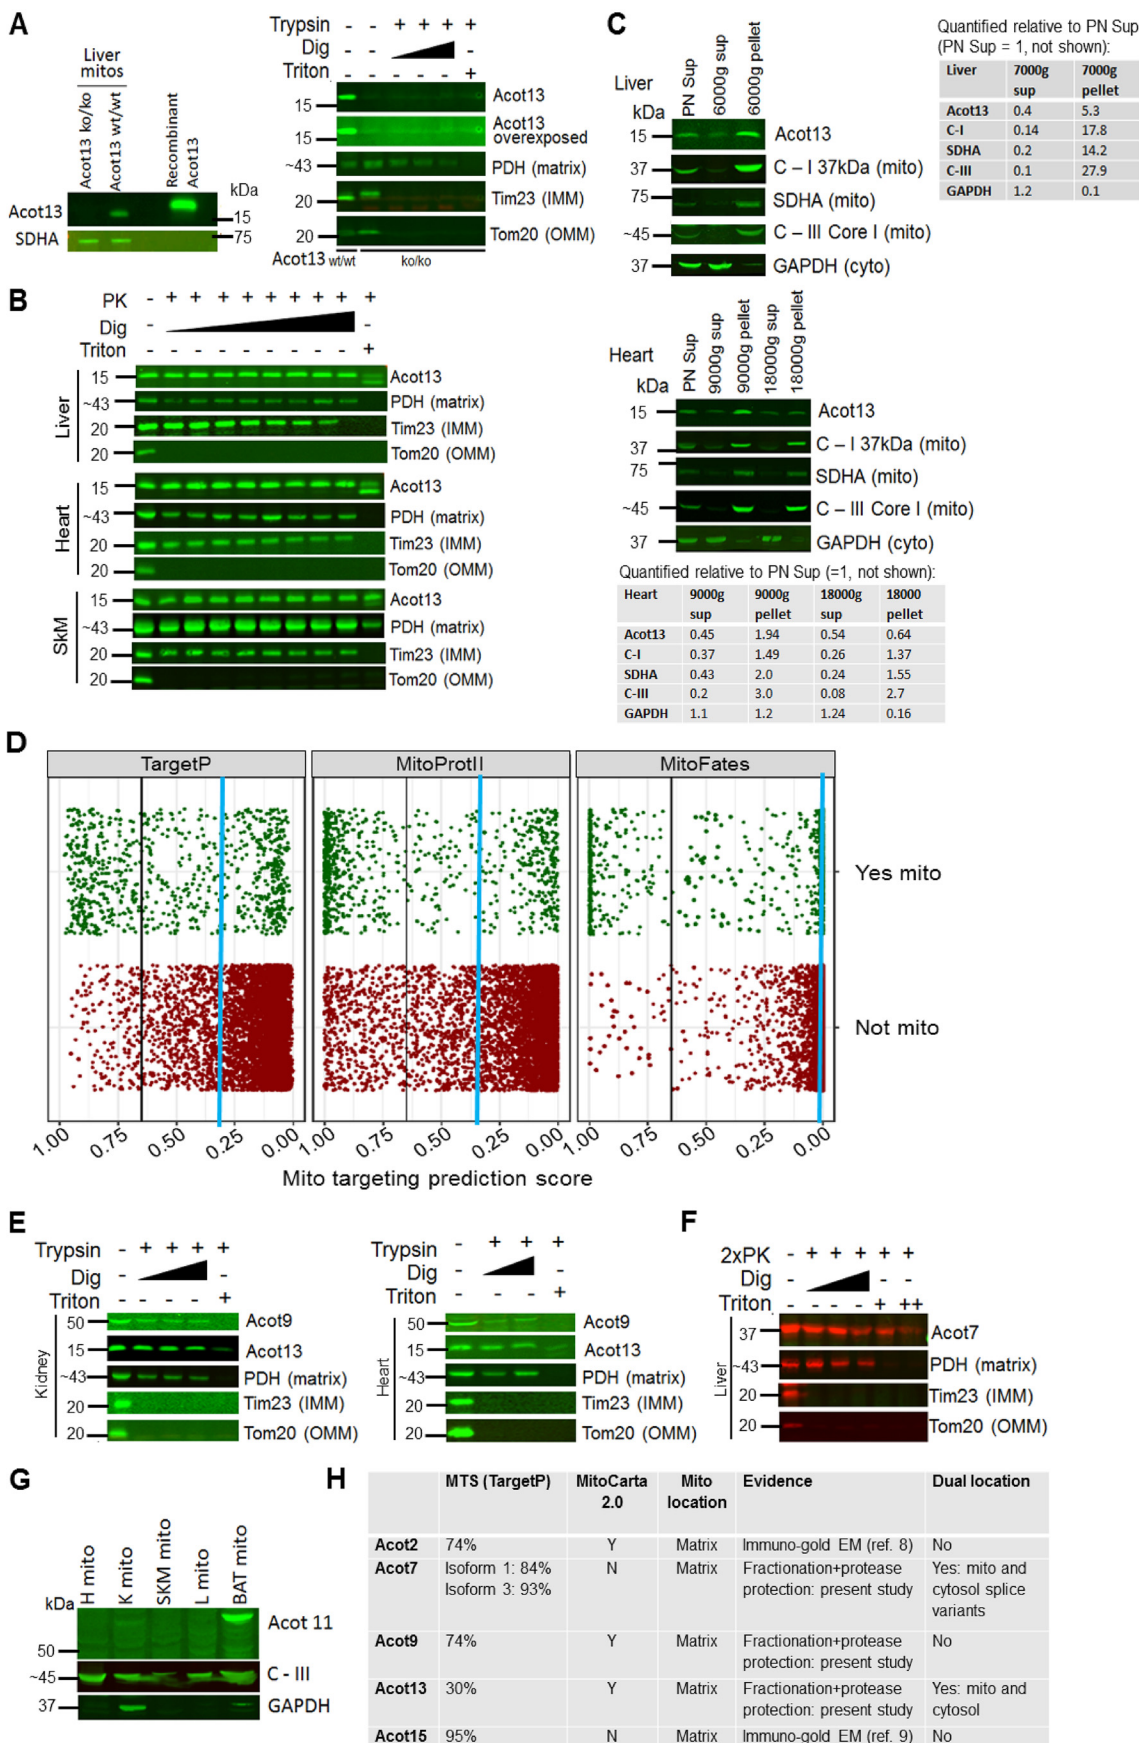 A
Liver
mitos
Acot13 ko/ko
Acot13 wt/wt
Recombinant
Acot13
kDa
Acot13
15
SDHA
75
Trypsin - - + + + +
Dig - - -
Triton - - - - - +
15 Acot13
15 Acot13
overexposed
~43 PDH (matrix)
20 Tim23 (IMM)
20 Tom20 (OMM)
Acot13 wt/wt ko/ko
B
PK - + + + + + + + + +
Dig - -
Triton - - - - - - - - - +
Liver
15 Acot13
~43 PDH (matrix)
20 Tim23 (IMM)
20 Tom20 (OMM)
Heart
15 Acot13
~43 PDH (matrix)
20 Tim23 (IMM)
20 Tom20 (OMM)
SkM
15 Acot13
~43 PDH (matrix)
20 Tim23 (IMM)
20 Tom20 (OMM)
C
Liver
kDa
PN Sup
6000g sup
6000g pellet
15 Acot13
37 C – I 37kDa (mito)
75 SDHA (mito)
~45 C – III Core I (mito)
37 GAPDH (cyto)
Quantified relative to PN Sup
(PN Sup = 1, not shown):
Liver 7000g sup 7000g pellet
Acot13 0.4 5.3
C-I 0.14 17.8
SDHA 0.2 14.2
C-III 0.1 27.9
GAPDH 1.2 0.1
Heart
kDa
PN Sup
9000g sup
9000g pellet
18000g sup
18000g pellet
15 Acot13
37 C – I 37kDa (mito)
75 SDHA (mito)
~45 C – III Core I (mito)
37 GAPDH (cyto)
Quantified relative to PN Sup (=1, not shown):
Heart 9000g sup 9000g pellet 18000g sup 18000 pellet
Acot13 0.45 1.94 0.54 0.64
C-I 0.37 1.49 0.26 1.37
SDHA 0.43 2.0 0.24 1.55
C-III 0.2 3.0 0.08 2.7
GAPDH 1.1 1.2 1.24 0.16
D
TargetP MitoProtII MitoFates
Yes mito
Not mito
1.00 0.75 0.50 0.25 0.00 1.00 0.75 0.50 0.25 0.00 1.00 0.75 0.50 0.25 0.00
Mito targeting prediction score
E
Trypsin - + + + +
Dig - -
Triton - - - - +
Kidney
50 Acot9
15 Acot13
~43 PDH (matrix)
20 Tim23 (IMM)
20 Tom20 (OMM)
Trypsin - + + +
Dig - -
Triton - - - +
Heart
50 Acot9
15 Acot13
~43 PDH (matrix)
20 Tim23 (IMM)
20 Tom20 (OMM)
F
2xPK - + + + + +
Dig - - -
Triton - - - - + ++
Liver
37 Acot7
~43 PDH (matrix)
20 Tim23 (IMM)
20 Tom20 (OMM)
G
H mito
K mito
SKM mito
L mito
BAT mito
kDa
Acot 11
50
~45 C - III
37 GAPDH
H
MTS (TargetP) MitoCarta 2.0 Mito location Evidence Dual location
Acot2 74% Y Matrix Immuno-gold EM (ref. 8) No
Acot7 Isoform 1: 84% N Matrix Fractionation+protease Yes: mito and
Isoform 3: 93% protection: present study cytosol splice
variants
Acot9 74% Y Matrix Fractionation+protease No
protection: present study
Acot13 30% Y Matrix Fractionation+protease Yes: mito and
protection: present study cytosol
Acot15 95% N Matrix Immuno-gold EM (ref. 9) No